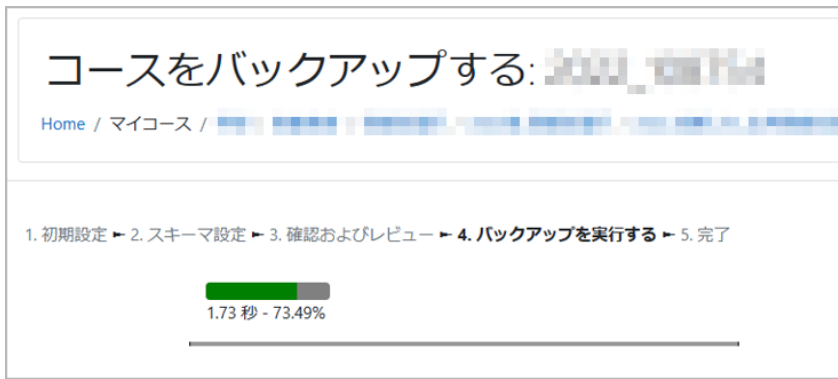 コースをバックアップする:
Home / マイコース /
1. 初期設定 ► 2. スキーマ設定 ► 3. 確認およびレビュー ► 4. バックアップを実行する ► 5. 完了
1.73 秒 - 73.49%